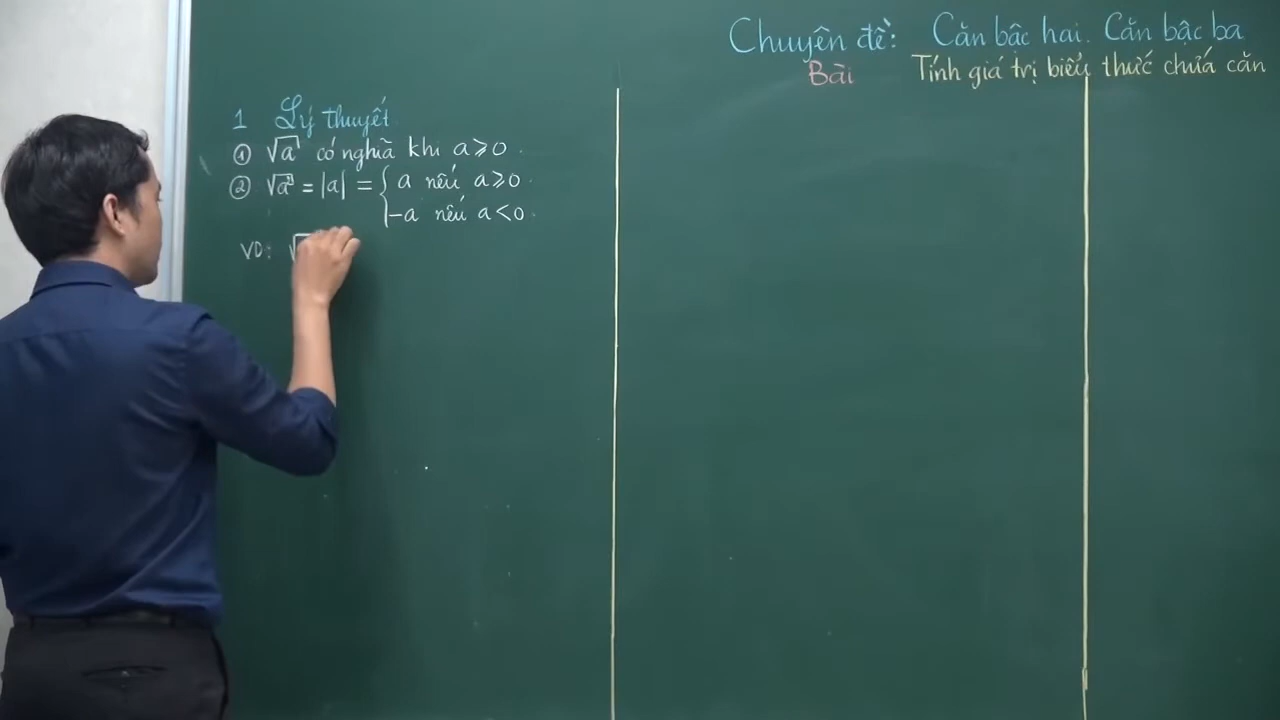 Chuyên đề: Căn bậc hai. Căn bậc ba
Bài Tính giá trị biểu thức chứa căn
1 Lý thuyết
① √a có nghĩa khi a ≥ 0.
② √a² = |a| = { a nếu a ≥ 0.
-a nếu a < 0.
VD: √